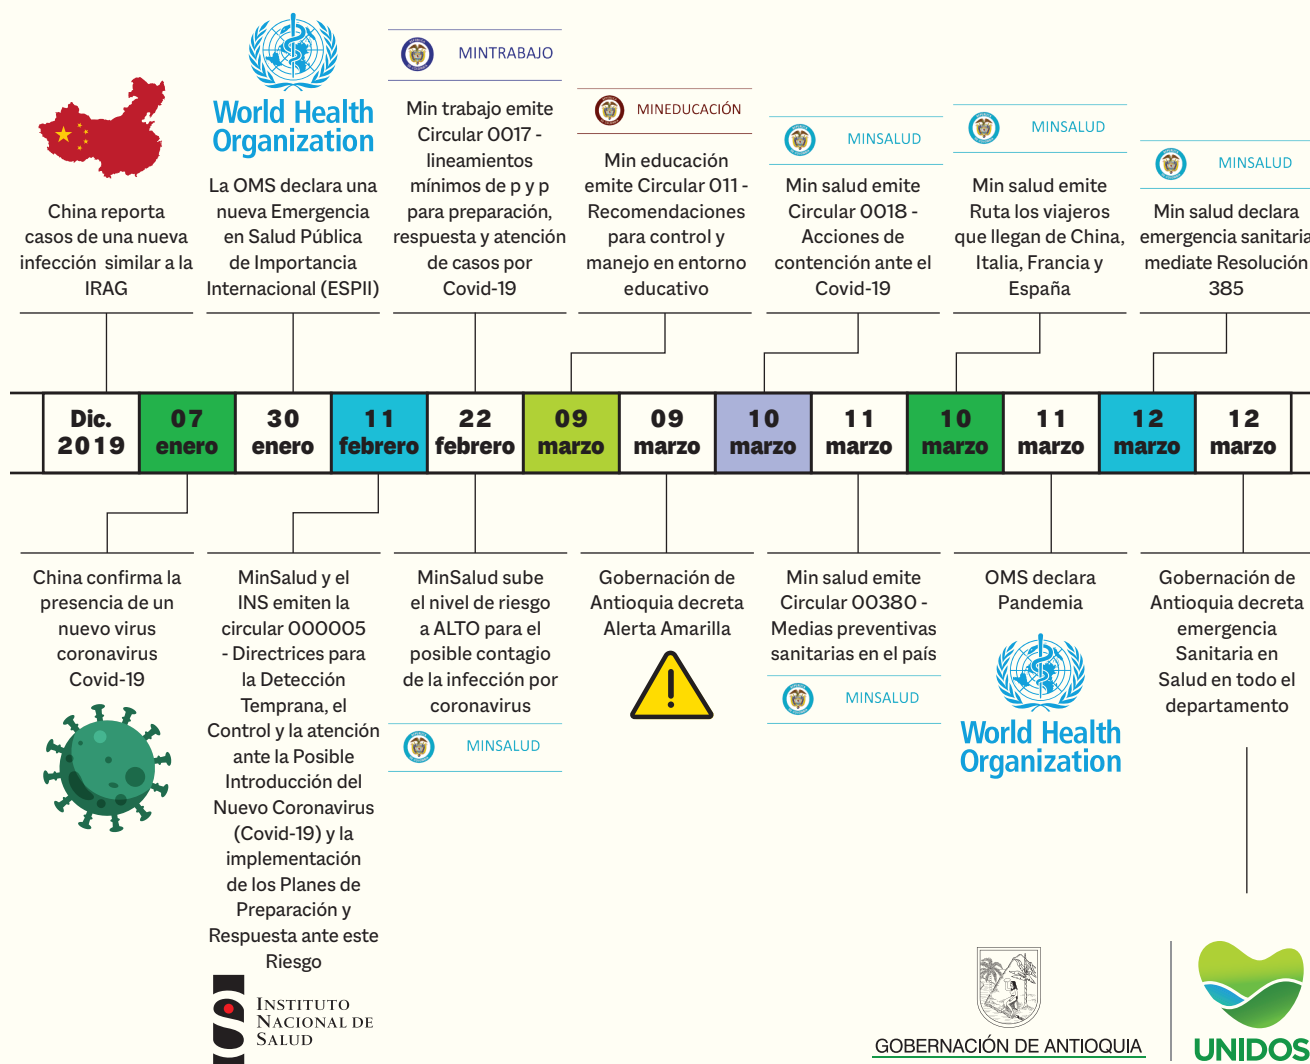 World Health
Organization
MINTRABAJO
MINEDUCACIÓN
MINSALUD
MINSALUD
MINSALUD
China reporta
casos de una nueva
infección similar a la
IRAG
La OMS declara una
nueva Emergencia
en Salud Pública
de Importancia
Internacional (ESPII)
Min trabajo emite
Circular 0017 -
lineamientos
mínimos de p y p
para preparación,
respuesta y atención
de casos por
Covid-19
Min educación
emite Circular 011 -
Recomendaciones
para control y
manejo en entorno
educativo
Min salud emite
Circular 0018 -
Acciones de
contención ante el
Covid-19
Min salud emite
Ruta los viajeros
que llegan de China,
Italia, Francia y
España
Min salud declara
emergencia sanitaria
mediate Resolución
385
Dic.
2019
07
enero
30
enero
11
febrero
22
febrero
09
marzo
09
marzo
10
marzo
11
marzo
10
marzo
11
marzo
12
marzo
12
marzo
China confirma la
presencia de un
nuevo virus
coronavirus
Covid-19
MinSalud y el
INS emiten la
circular 000005
- Directrices para
la Detección
Temprana, el
Control y la atención
ante la Posible
Introducción del
Nuevo Coronavirus
(Covid-19) y la
implementación
de los Planes de
Preparación y
Respuesta ante este
Riesgo
INSTITUTO
NACIONAL DE
SALUD
MinSalud sube
el nivel de riesgo
a ALTO para el
posible contagio
de la infección por
coronavirus
MINSALUD
Gobernación de
Antioquia decreta
Alerta Amarilla
Min salud emite
Circular 00380 -
Medias preventivas
sanitarias en el país
MINSALUD
OMS declara
Pandemia
World Health
Organization
Gobernación de
Antioquia decreta
emergencia
Sanitaria en
Salud en todo el
departamento
GOBERNACIÓN DE ANTIOQUIA
UNIDOS